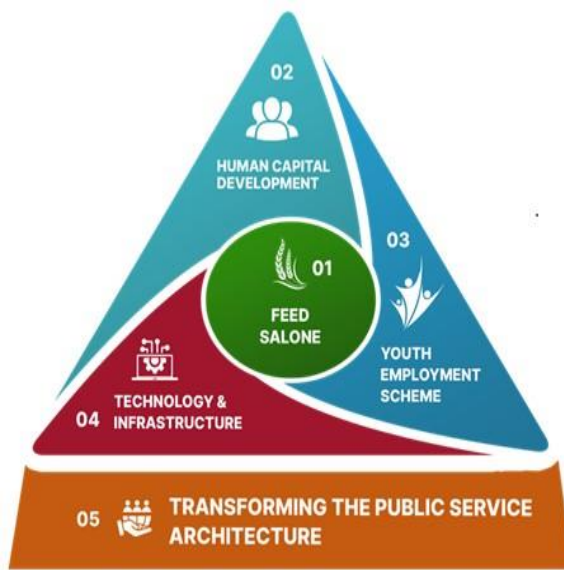 02
HUMAN CAPITAL
DEVELOPMENT
03
YOUTH
EMPLOYMENT
SCHEME
01
FEED
SALONE
04
TECHNOLOGY &
INFRASTRUCTURE
05
TRANSFORMING THE PUBLIC SERVICE
ARCHITECTURE